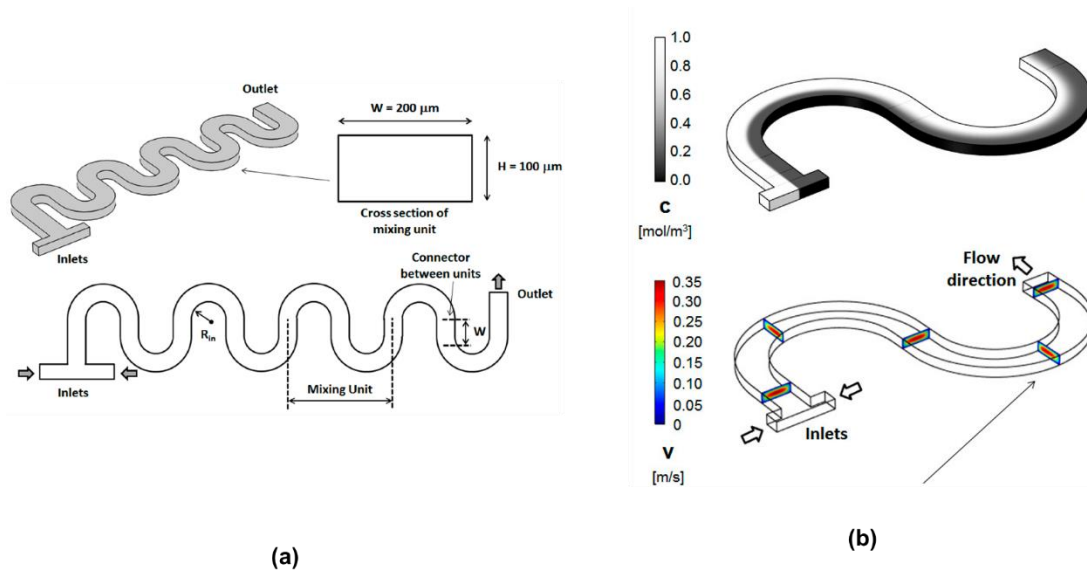 Outlet
W = 200 μm
H = 100 μm
Cross section of
mixing unit
Inlets
Connector
between units
Outlet
R_in
W
Inlets
Mixing Unit
(a)
1.0
0.8
0.6
0.4
0.2
0.0
c
[mol/m³]
0.35
0.30
0.25
0.20
0.15
0.10
0.05
0
v
[m/s]
Flow
direction
Inlets
(b)